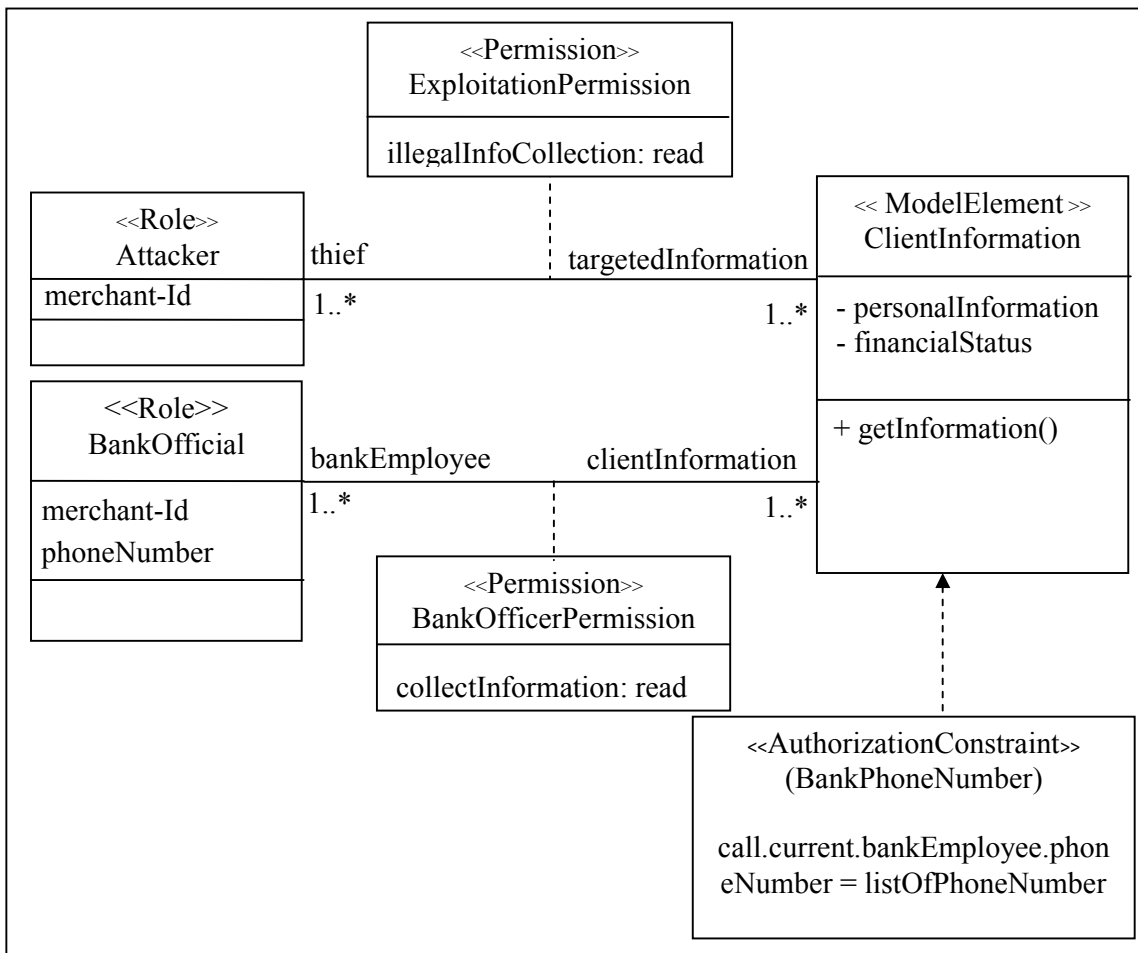 <<Permission>>
ExploitationPermission
illegalInfoCollection: read
<<Role>>
Attacker
merchant-Id
thief
1..*
targetedInformation
1..*
<< ModelElement >>
ClientInformation
- personalInformation
- financialStatus
+ getInformation()
<<Role>>
BankOfficial
merchant-Id
phoneNumber
bankEmployee
1..*
clientInformation
1..*
<<Permission>>
BankOfficerPermission
collectInformation: read
<<AuthorizationConstraint>>
(BankPhoneNumber)
call.current.bankEmployee.phon
eNumber = listOfPhoneNumber